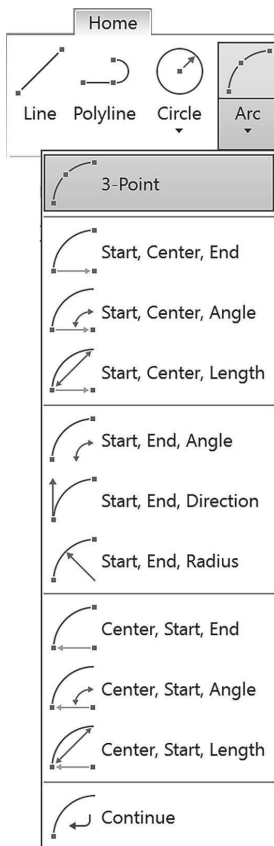 Home
Line Polyline Circle Arc
3-Point
Start, Center, End
Start, Center, Angle
Start, Center, Length
Start, End, Angle
Start, End, Direction
Start, End, Radius
Center, Start, End
Center, Start, Angle
Center, Start, Length
Continue